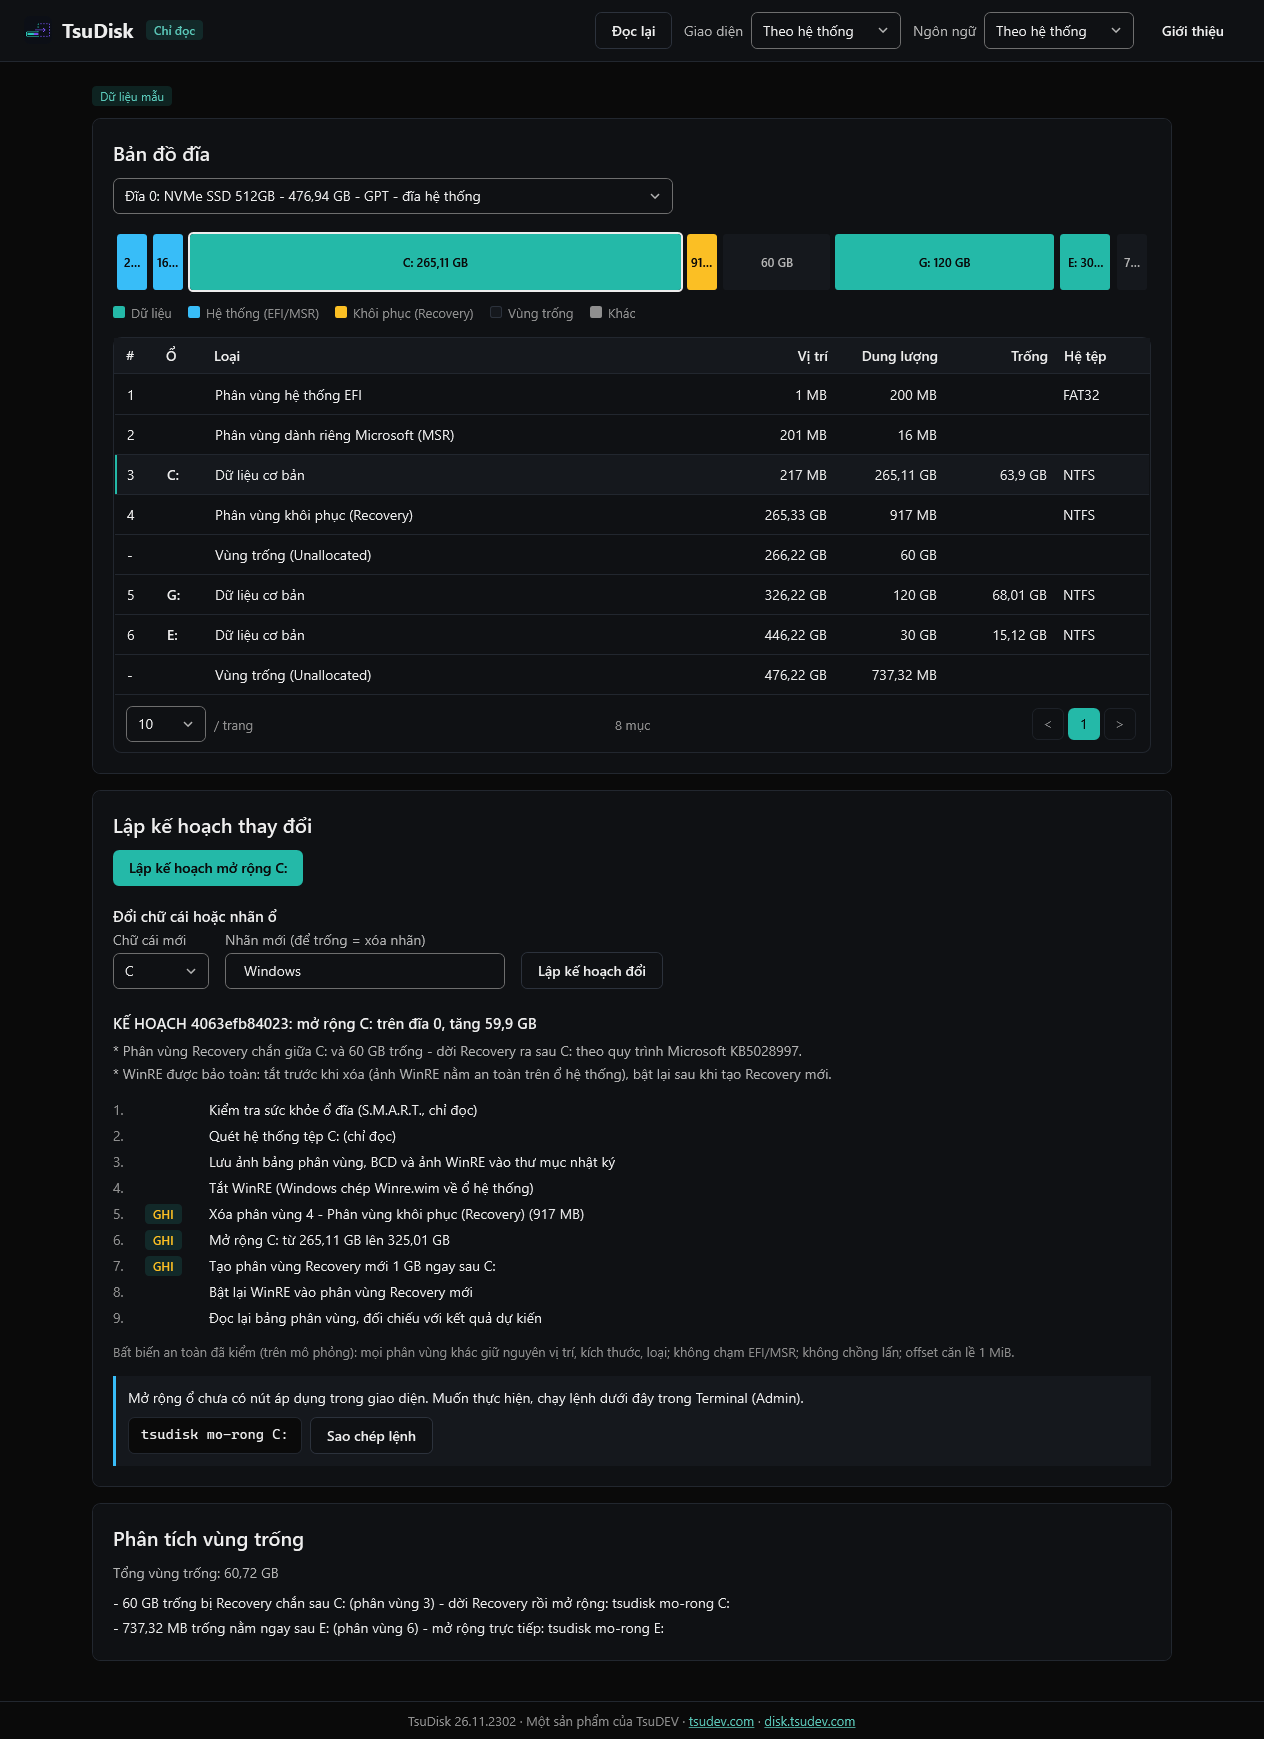 TsuDisk Chỉ đọc Đọc lại Giao diện Theo hệ thống Ngôn ngữ Theo hệ thống Giới thiệu
Dữ liệu mẫu
Bản đồ đĩa
Đĩa 0: NVMe SSD 512GB - 476,94 GB - GPT - đĩa hệ thống
2... 16... C: 265,11 GB 91... 60 GB G: 120 GB E: 30... 7...
Dữ liệu Hệ thống (EFI/MSR) Khôi phục (Recovery) Vùng trống Khác
# Ổ Loại Vị trí Dung lượng Trống Hệ tệp
1 Phân vùng hệ thống EFI 1 MB 200 MB FAT32
2 Phân vùng dành riêng Microsoft (MSR) 201 MB 16 MB
3 C: Dữ liệu cơ bản 217 MB 265,11 GB 63,9 GB NTFS
4 Phân vùng khôi phục (Recovery) 265,33 GB 917 MB NTFS
- Vùng trống (Unallocated) 266,22 GB 60 GB
5 G: Dữ liệu cơ bản 326,22 GB 120 GB 68,01 GB NTFS
6 E: Dữ liệu cơ bản 446,22 GB 30 GB 15,12 GB NTFS
- Vùng trống (Unallocated) 476,22 GB 737,32 MB
10 / trang 8 mục < 1 >
Lập kế hoạch thay đổi
Lập kế hoạch mở rộng C:
Đổi chữ cái hoặc nhãn ổ
Chữ cái mới Nhãn mới (để trống = xóa nhãn)
C Windows Lập kế hoạch đổi
KẾ HOẠCH 4063efb84023: mở rộng C: trên đĩa 0, tăng 59,9 GB
* Phân vùng Recovery chắn giữa C: và 60 GB trống - dời Recovery ra sau C: theo quy trình Microsoft KB5028997.
* WinRE được bảo toàn: tắt trước khi xóa (ảnh WinRE nằm an toàn trên ổ hệ thống), bật lại sau khi tạo Recovery mới.
1. Kiểm tra sức khỏe ổ đĩa (S.M.A.R.T., chỉ đọc)
2. Quét hệ thống tệp C: (chỉ đọc)
3. Lưu ảnh bảng phân vùng, BCD và ảnh WinRE vào thư mục nhật ký
4. Tắt WinRE (Windows chép Winre.wim về ổ hệ thống)
5. GHI Xóa phân vùng 4 - Phân vùng khôi phục (Recovery) (917 MB)
6. GHI Mở rộng C: từ 265,11 GB lên 325,01 GB
7. GHI Tạo phân vùng Recovery mới 1 GB ngay sau C:
8. Bật lại WinRE vào phân vùng Recovery mới
9. Đọc lại bảng phân vùng, đối chiếu với kết quả dự kiến
Bất biến an toàn đã kiểm (trên mô phỏng): mọi phân vùng khác giữ nguyên vị trí, kích thước, loại; không chạm EFI/MSR; không chồng lấn; offset căn lề 1 MiB.
Mở rộng ổ chưa có nút áp dụng trong giao diện. Muốn thực hiện, chạy lệnh dưới đây trong Terminal (Admin).
tsudisk mo-rong C: Sao chép lệnh
Phân tích vùng trống
Tổng vùng trống: 60,72 GB
- 60 GB trống bị Recovery chắn sau C: (phân vùng 3) - dời Recovery rồi mở rộng: tsudisk mo-rong C:
- 737,32 MB trống nằm ngay sau E: (phân vùng 6) - mở rộng trực tiếp: tsudisk mo-rong E:
TsuDisk 26.11.2302 · Một sản phẩm của TsuDEV · tsudev.com · disk.tsudev.com